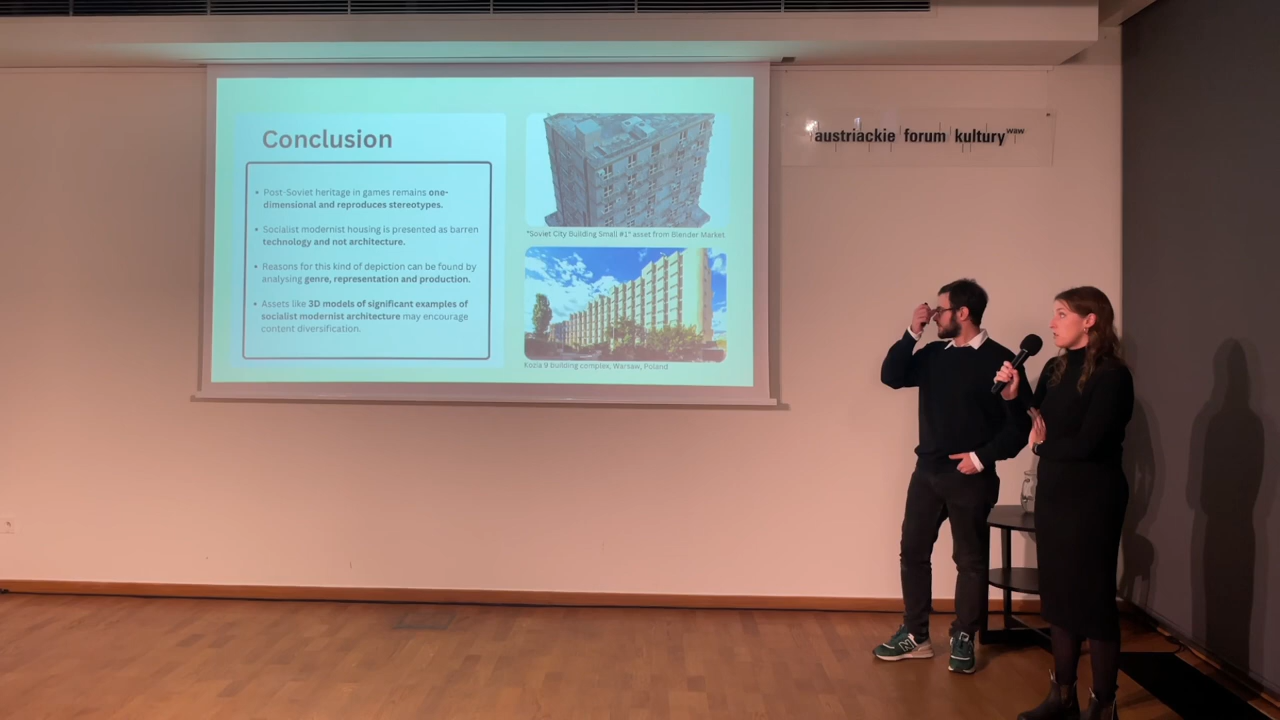 Conclusion
• Post-Soviet heritage in games remains one-
dimensional and reproduces stereotypes.
• Socialist modernist housing is presented as barren
technology and not architecture.
• Reasons for this kind of depiction can be found by
analysing genre, representation and production.
• Assets like 3D models of significant examples of
socialist modernist architecture may encourage
content diversification.
"Soviet City Building Small #1" asset from Blender Market
Kozia 9 Building complex, Warsaw, Poland
austriackie forum kultury waw
N